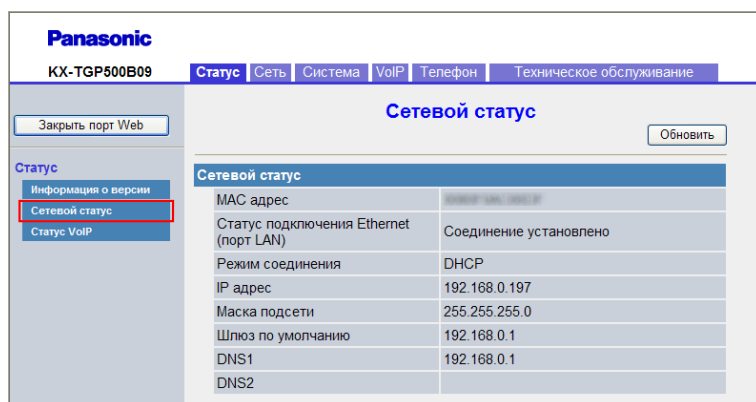 Panasonic
KX-TGP500B09
Статус Сеть Система VoIP Телефон Техническое обслуживание
Закрыть порт Web
Сетевой статус
Обновить
Статус
Информация о версии
Сетевой статус
Статус VoIP
Сетевой статус
MAC адрес
Статус подключения Ethernet
(порт LAN)
Соединение установлено
Режим соединения DHCP
IP адрес 192.168.0.197
Маска подсети 255.255.255.0
Шлюз по умолчанию 192.168.0.1
DNS1 192.168.0.1
DNS2